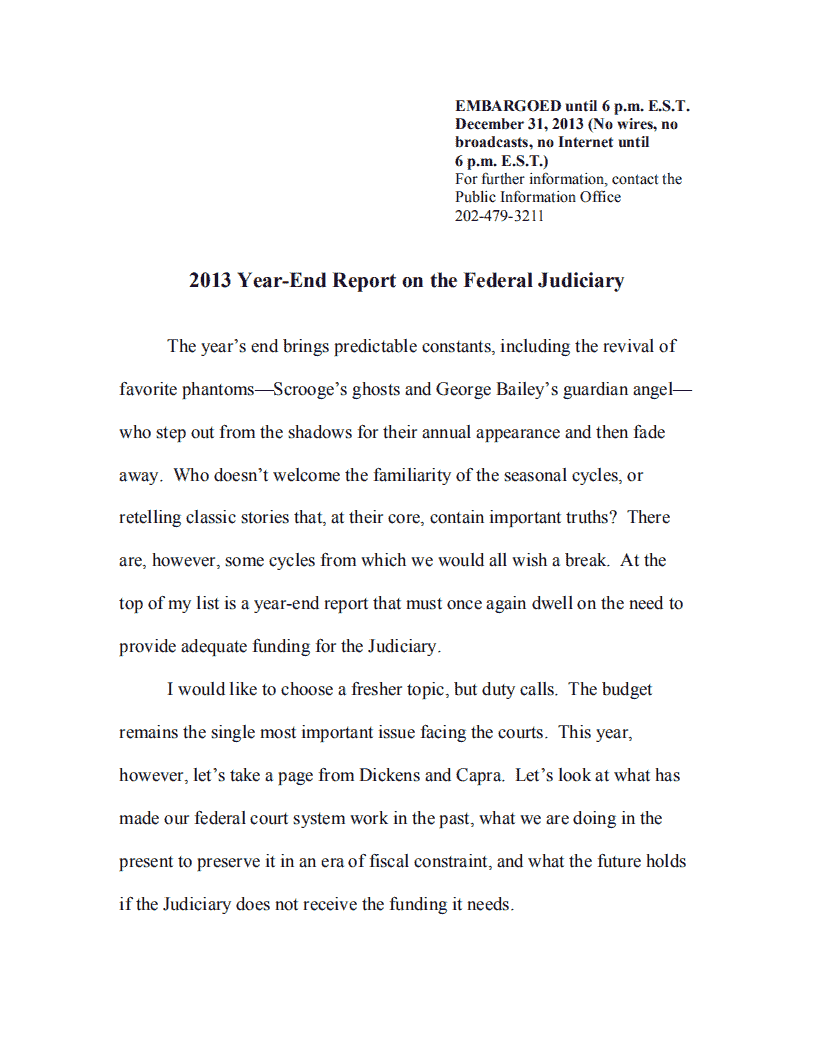 EMBARGOED until 6 p.m. E.S.T.
December 31, 2013 (No wires, no
broadcasts, no Internet until
6 p.m. E.S.T.)
For further information, contact the
Public Information Office
202-479-3211
2013 Year-End Report on the Federal Judiciary
The year’s end brings predictable constants, including the revival of
favorite phantoms—Scrooge’s ghosts and George Bailey’s guardian angel—
who step out from the shadows for their annual appearance and then fade
away.  Who doesn’t welcome the familiarity of the seasonal cycles, or
retelling classic stories that, at their core, contain important truths?  There
are, however, some cycles from which we would all wish a break.  At the
top of my list is a year-end report that must once again dwell on the need to
provide adequate funding for the Judiciary.
I would like to choose a fresher topic, but duty calls.  The budget
remains the single most important issue facing the courts.  This year,
however, let’s take a page from Dickens and Capra.  Let’s look at what has
made our federal court system work in the past, what we are doing in the
present to preserve it in an era of fiscal constraint, and what the future holds
if the Judiciary does not receive the funding it needs.